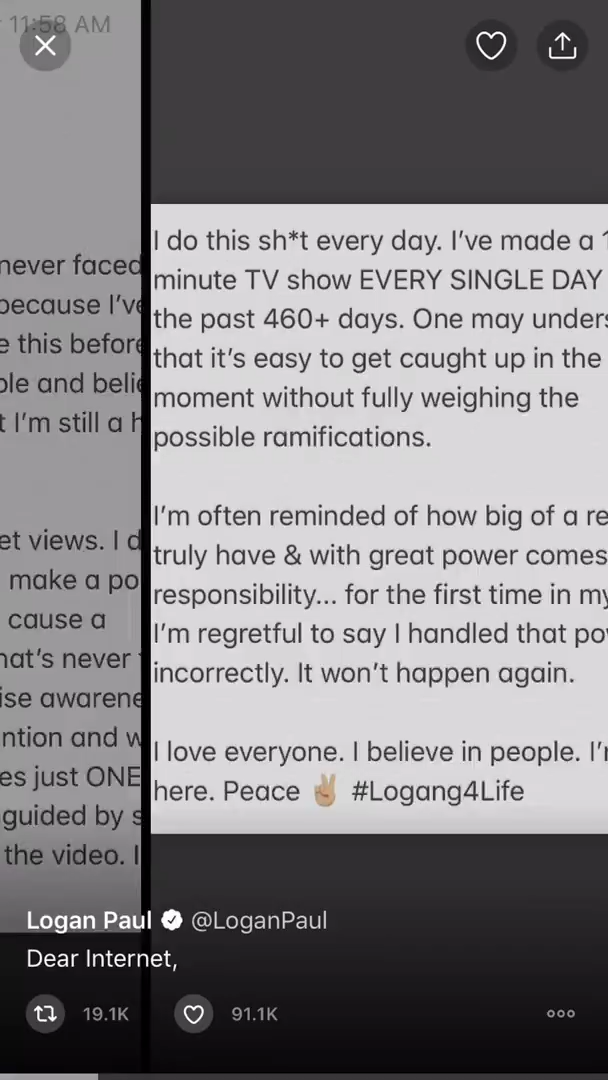 11:58 AM
never faced
because I've
e this before
ple and beli
t I'm still a h
et views. I d
make a po
cause a
hat's never
ise awarene
ntion and w
es just ONE
guided by s
the video. I
I do this sh*t every day. I've made a 1
minute TV show EVERY SINGLE DAY
the past 460+ days. One may unders
that it's easy to get caught up in the
moment without fully weighing the
possible ramifications.
I'm often reminded of how big of a re
truly have & with great power comes
responsibility... for the first time in my
I'm regretful to say I handled that po
incorrectly. It won't happen again.
I love everyone. I believe in people. I'm
here. Peace ✌🏼 #Logang4Life
Logan Paul @LoganPaul
Dear Internet,
19.1K 91.1K